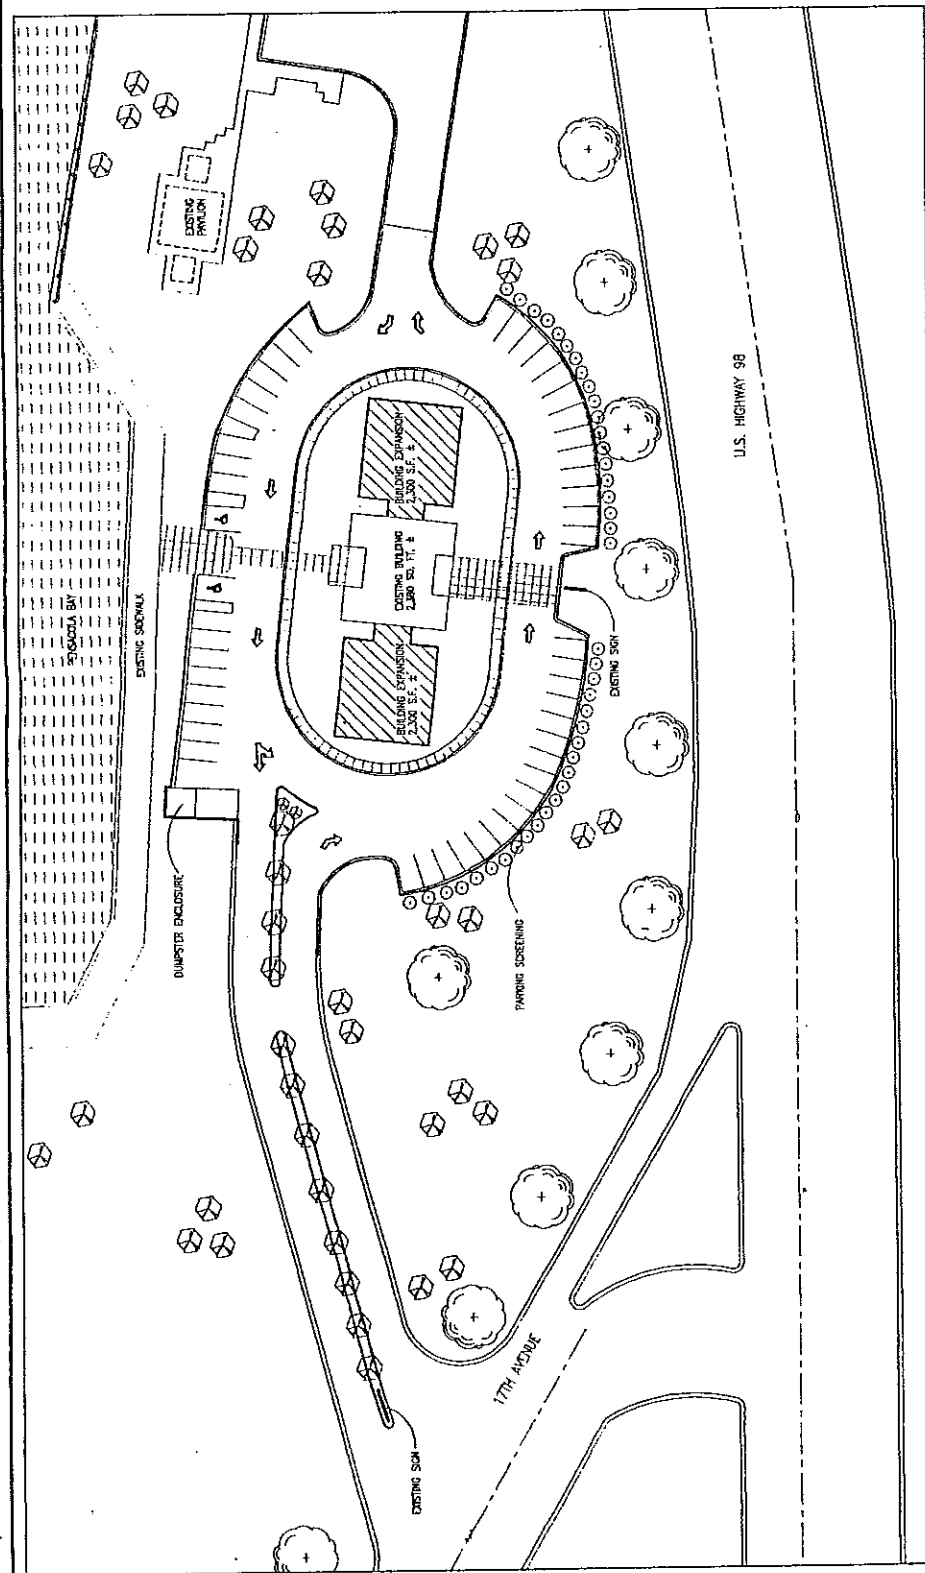 EXISTING
PAVILION
PENSACOLA BAY
EXISTING SIDEWALK
BUILDING EXPANSION
2,300 S.F. ±
EXISTING BUILDING
2,380 SQ. FT. ±
BUILDING EXPANSION
2,300 S.F. ±
U.S. HIGHWAY 98
EXISTING SIGN
DUMPSTER ENCLOSURE
PARKING SCREENING
17TH AVENUE
EXISTING SIGN